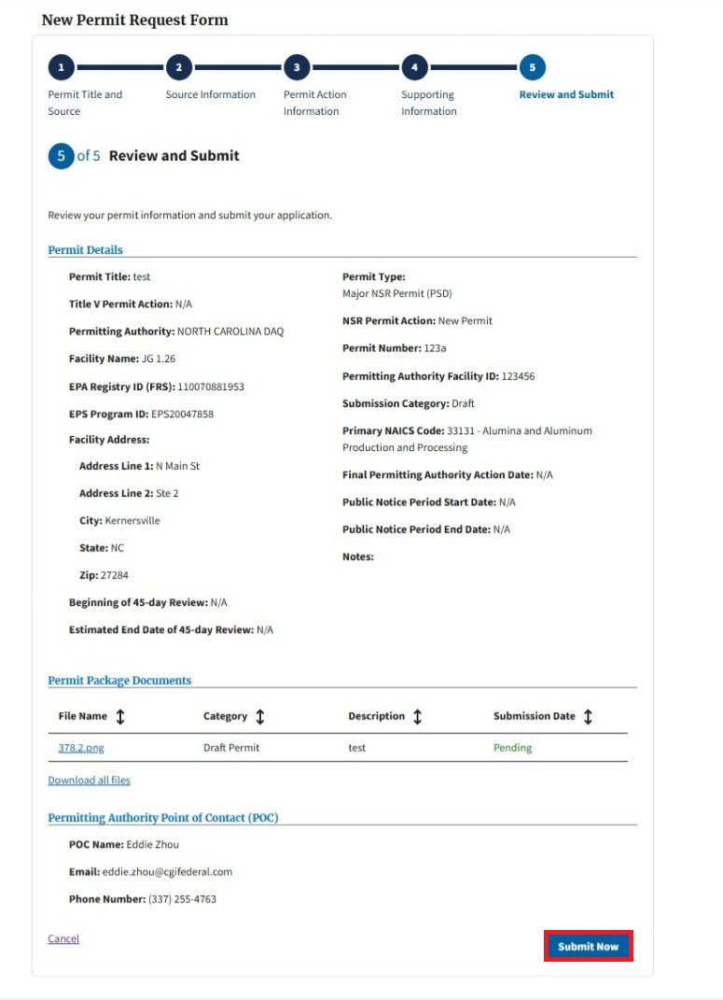 New Permit Request Form
1 2 3 4 5
Permit Title and Source
Source Information
Permit Action Information
Supporting Information
Review and Submit
5 of 5 Review and Submit
Review your permit information and submit your application.
Permit Details
Permit Title: test
Title V Permit Action: N/A
Permitting Authority: NORTH CAROLINA DAQ
Facility Name: JG 1.26
EPA Registry ID (FRS): 110070881953
EPS Program ID: EPS20047858
Facility Address:
Address Line 1: N Main St
Address Line 2: Ste 2
City: Kernersville
State: NC
Zip: 27284
Beginning of 45-day Review: N/A
Estimated End Date of 45-day Review: N/A
Permit Type:
Major NSR Permit (PSD)
NSR Permit Action: New Permit
Permit Number: 123a
Permitting Authority Facility ID: 123456
Submission Category: Draft
Primary NAICS Code: 33131 - Alumina and Aluminum
Production and Processing
Final Permitting Authority Action Date: N/A
Public Notice Period Start Date: N/A
Public Notice Period End Date: N/A
Notes:
Permit Package Documents
File Name Category Description Submission Date
378.2.png Draft Permit test Pending
Download all files
Permitting Authority Point of Contact (POC)
POC Name: Eddie Zhou
Email: eddie.zhou@cgifederal.com
Phone Number: (337) 255-4763
Cancel
Submit Now